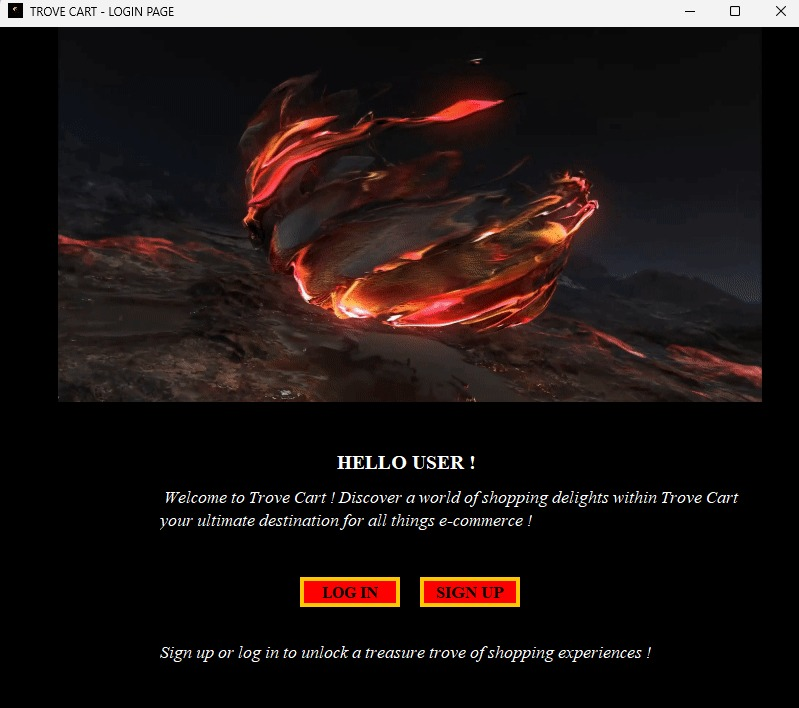 TROVE CART - LOGIN PAGE
HELLO USER !
Welcome to Trove Cart ! Discover a world of shopping delights within Trove Cart
your ultimate destination for all things e-commerce !
LOG IN SIGN UP
Sign up or log in to unlock a treasure trove of shopping experiences !